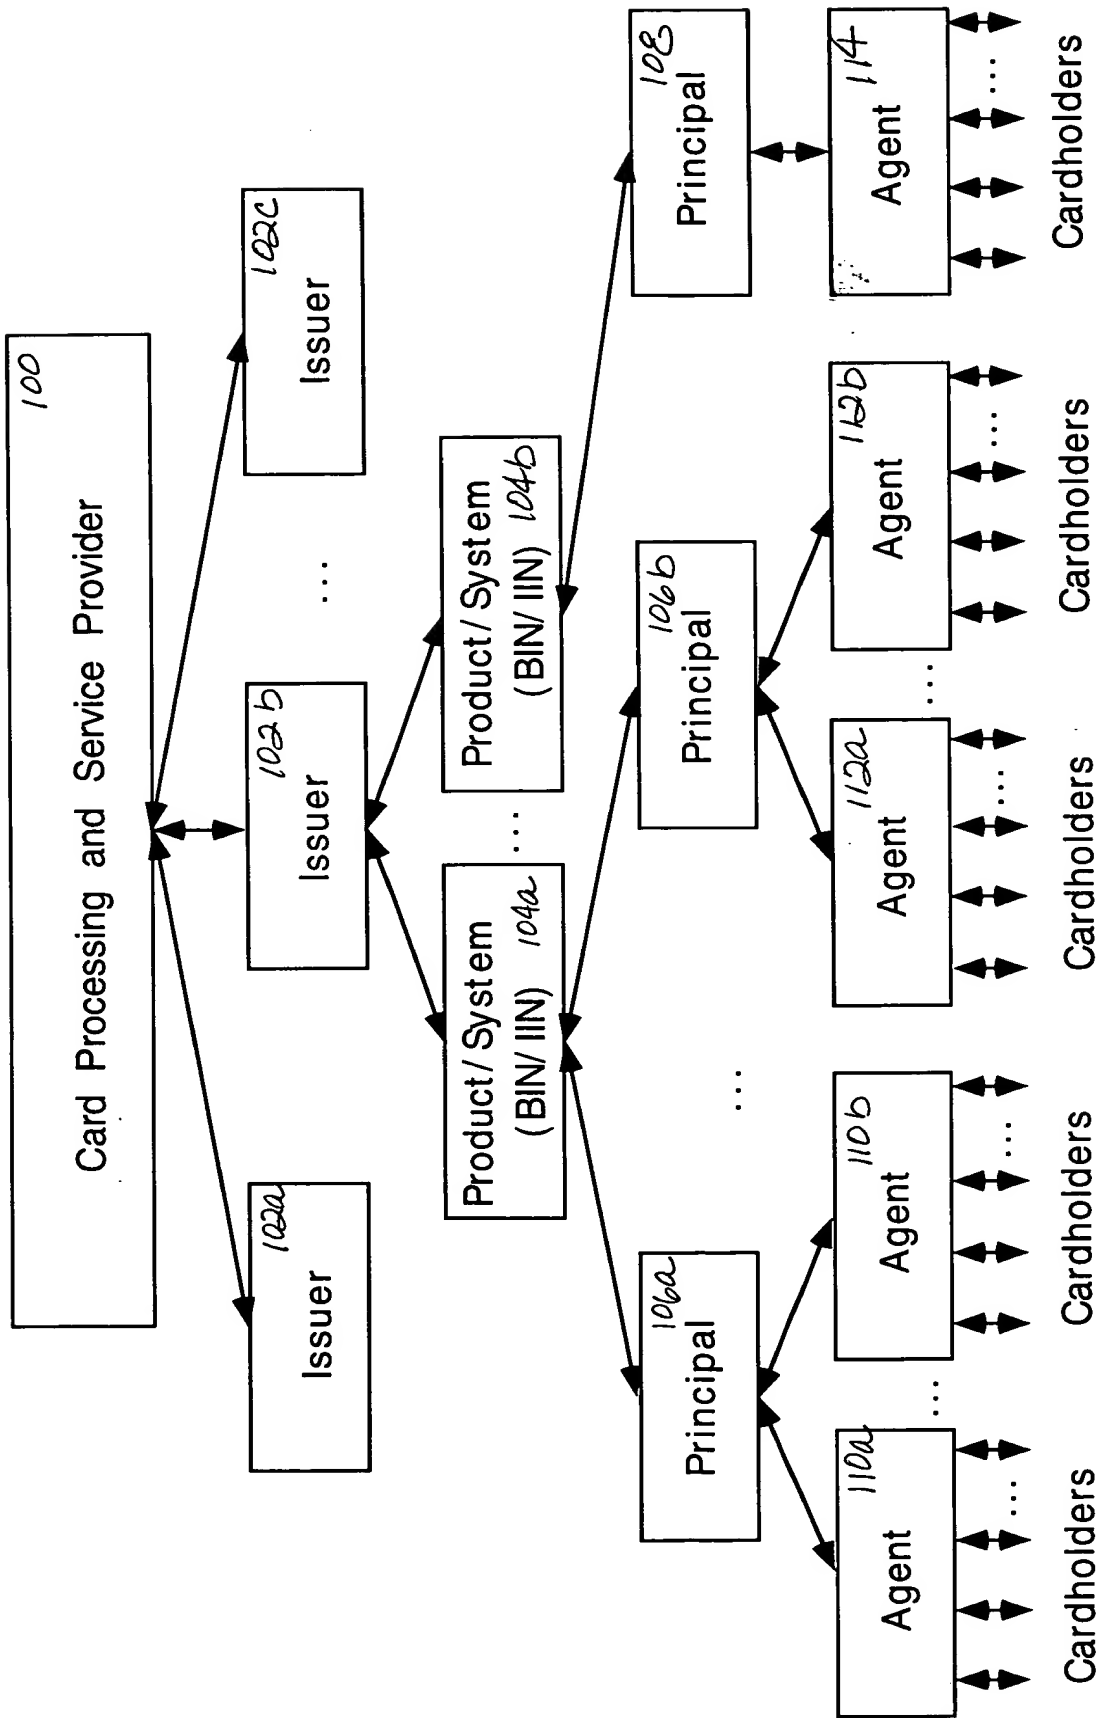 100
Card Processing and Service Provider
102a
Issuer
102b
Issuer
...
102c
Issuer
Product/System
(BIN/IIN) 104a
...
Product/System
(BIN/IIN) 104b
106a
Principal
...
106b
Principal
108
Principal
110a
Agent
...
110b
Agent
112a
Agent
...
112b
Agent
114
Agent
...
...
...
...
...
Cardholders
Cardholders
Cardholders
Cardholders
Cardholders